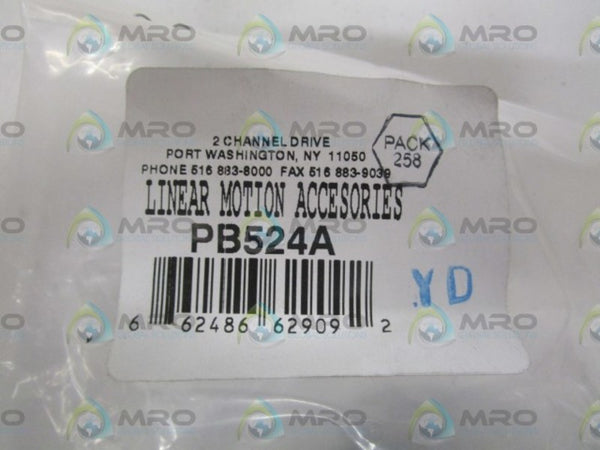 2 CHANNEL DRIVE
PORT WASHINGTON, NY 11050
PHONE 516 883-8000 FAX 516 883-9039
PACK
258
LINEAR MOTION ACCESORIES
PB524A
YD
6 62486 62909 2
MRO